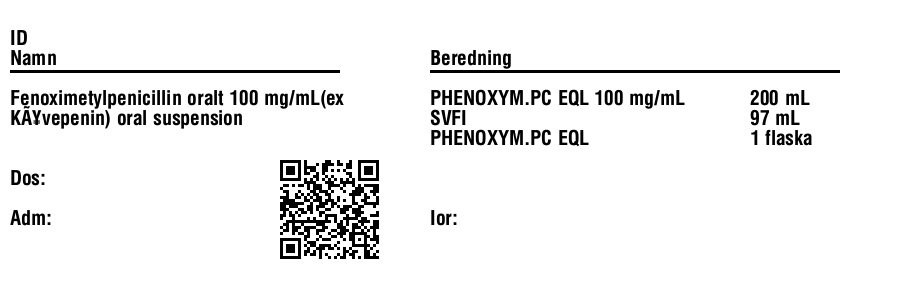 ID
Namn
Beredning
Fenoximetylpenicillin oralt 100 mg/mL(ex
KÃ¥vepenin) oral suspension
PHENOXYM.PC EQL 100 mg/mL 200 mL
SVFI 97 mL
PHENOXYM.PC EQL 1 flaska
Dos:
Adm:
Ior: